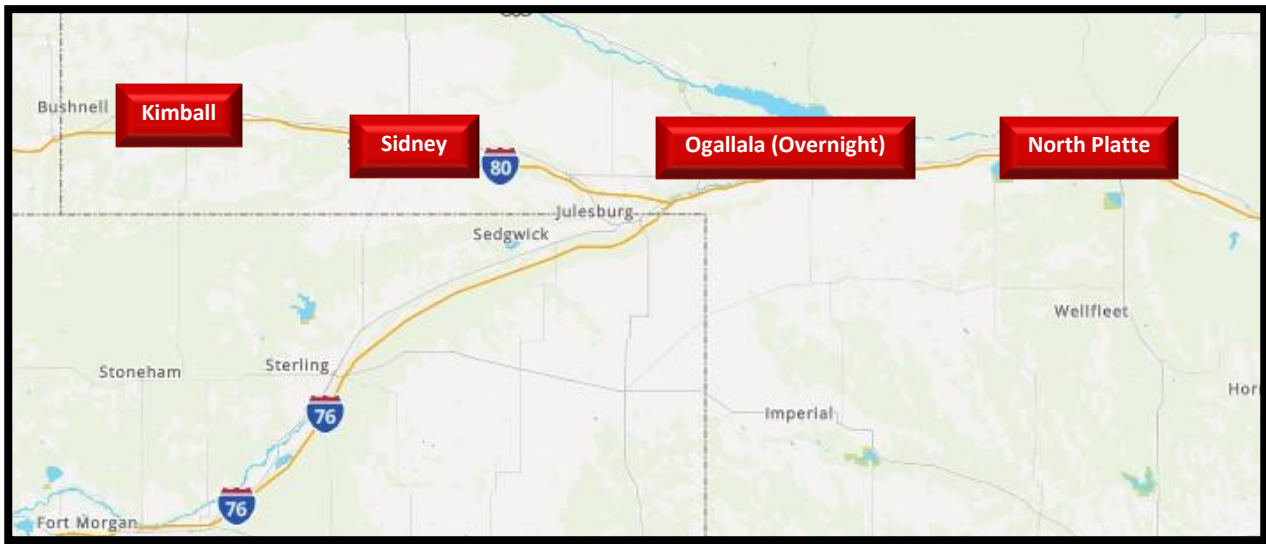 Bushnell
Kimball
Sidney
80
Ogallala (Overnight)
North Platte
Julesburg
Sedgwick
Wellfleet
Stoneham
Sterling
76
Imperial
76
Fort Morgan